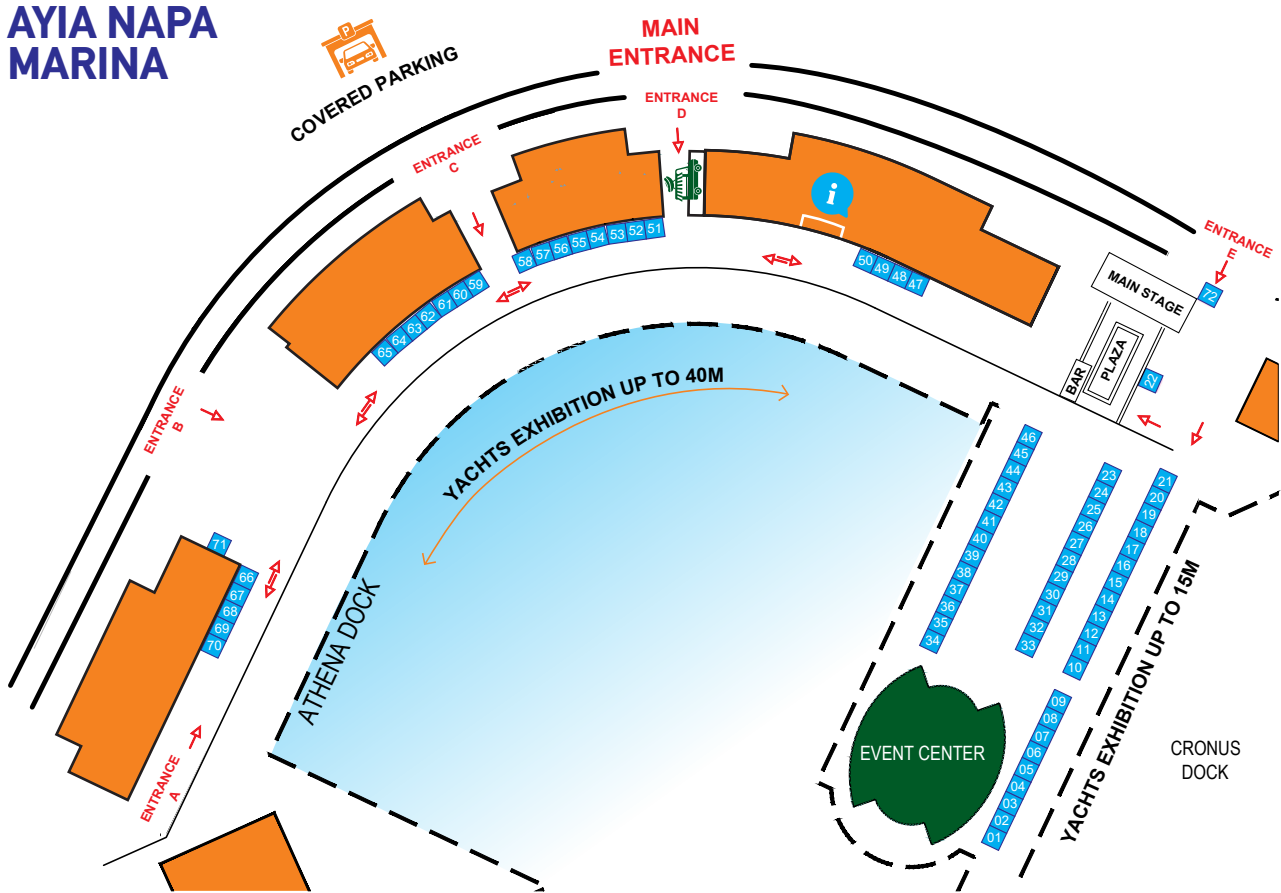 AYIA NAPA
MARINA
P
COVERED PARKING
MAIN
ENTRANCE
ENTRANCE
D
ENTRANCE
C
ENTRANCE
B
ENTRANCE
A
ENTRANCE
E
i
58 57 56 55 54 53 52 51
50 49 48 47
65 64 63 62 61 60 59
71
66
67
68
69
70
MAIN STAGE
72
PLAZA
BAR
22
YACHTS EXHIBITION UP TO 40M
ATHENA DOCK
46
45
44
43
42
41
40
39
38
37
36
35
34
23
24
25
26
27
28
29
30
31
32
33
21
20
19
18
17
16
15
14
13
12
11
10
09
08
07
06
05
04
03
02
01
EVENT CENTER
YACHTS EXHIBITION UP TO 15M
CRONUS
DOCK